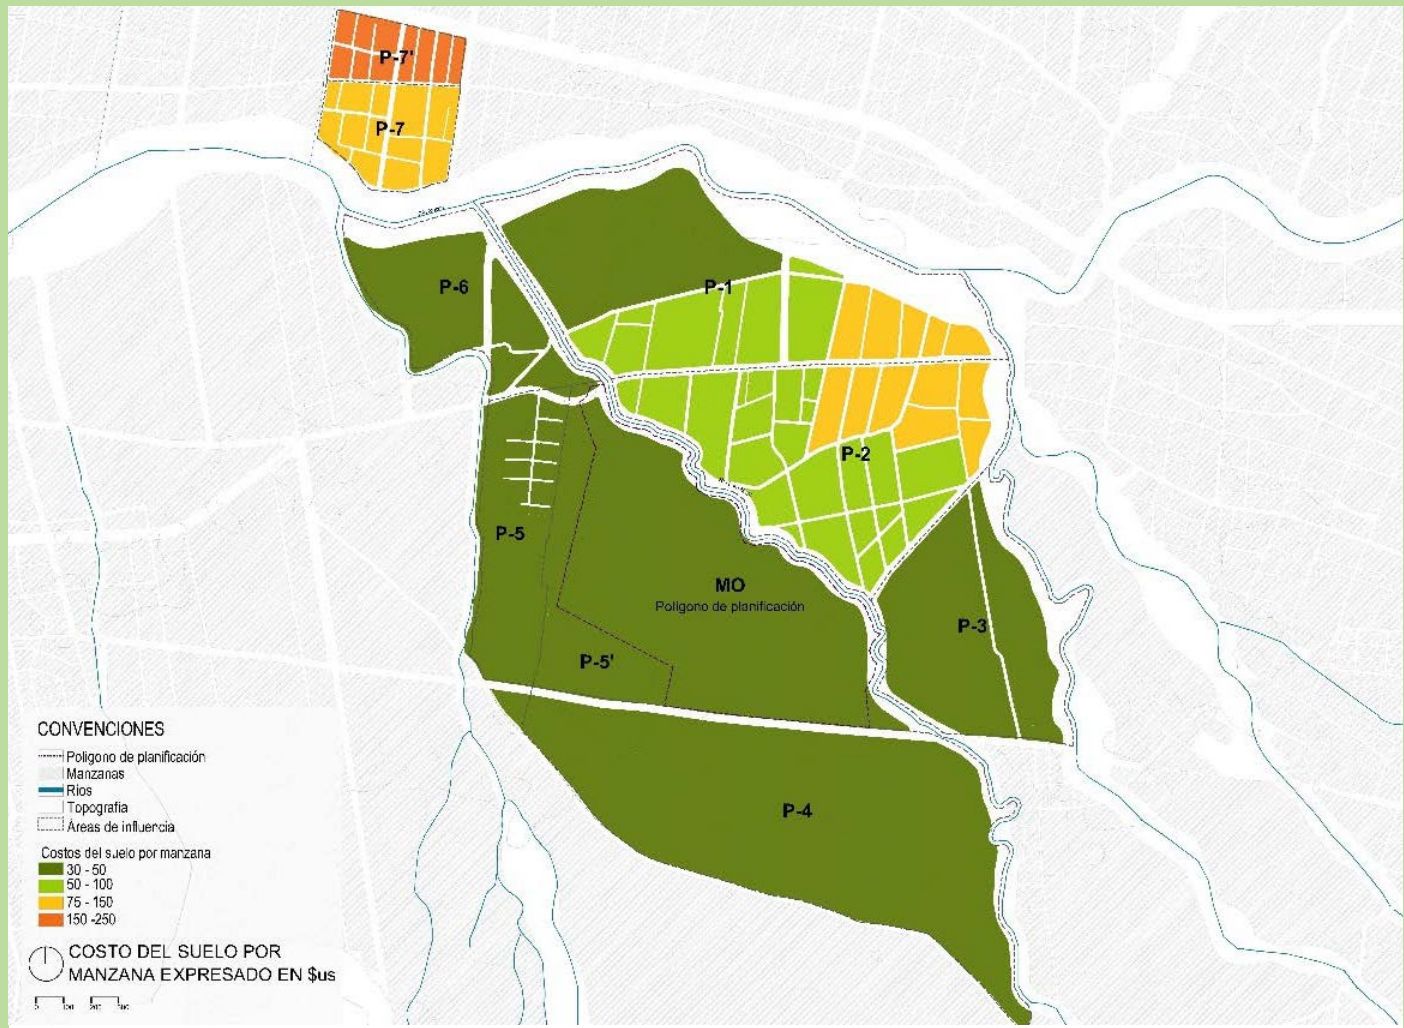 P-7'
P-7
P-6
P-1
P-2
P-5
MO
Polígono de planificación
P-3
P-5'
P-4
CONVENCIONES
Polígono de planificación
Manzanas
Ríos
Topografía
Áreas de influencia
Costos del suelo por manzana
30 - 50
50 - 100
75 - 150
150 -250
COSTO DEL SUELO POR
MANZANA EXPRESADO EN $us